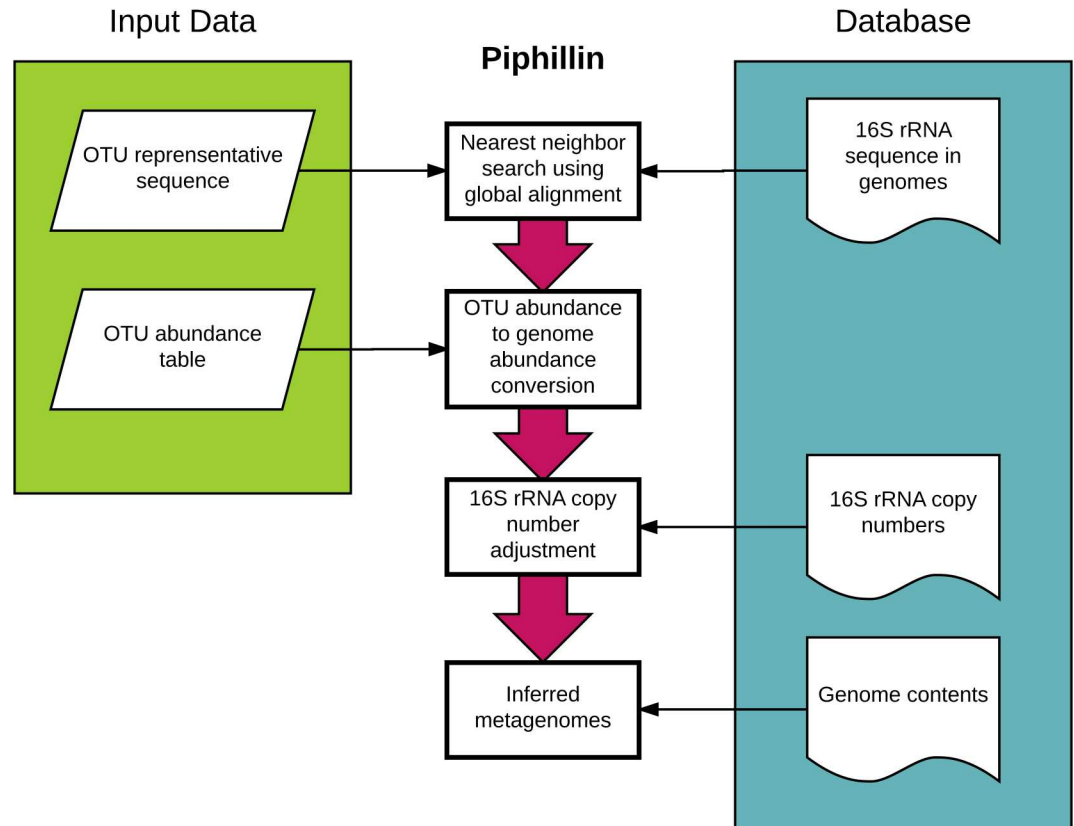 Input Data
Piphillin
Database
OTU reprensentative
sequence
Nearest neighbor
search using
global alignment
16S rRNA
sequence in
genomes
OTU abundance
table
OTU abundance
to genome
abundance
conversion
16S rRNA copy
number
adjustment
16S rRNA copy
numbers
Inferred
metagenomes
Genome contents